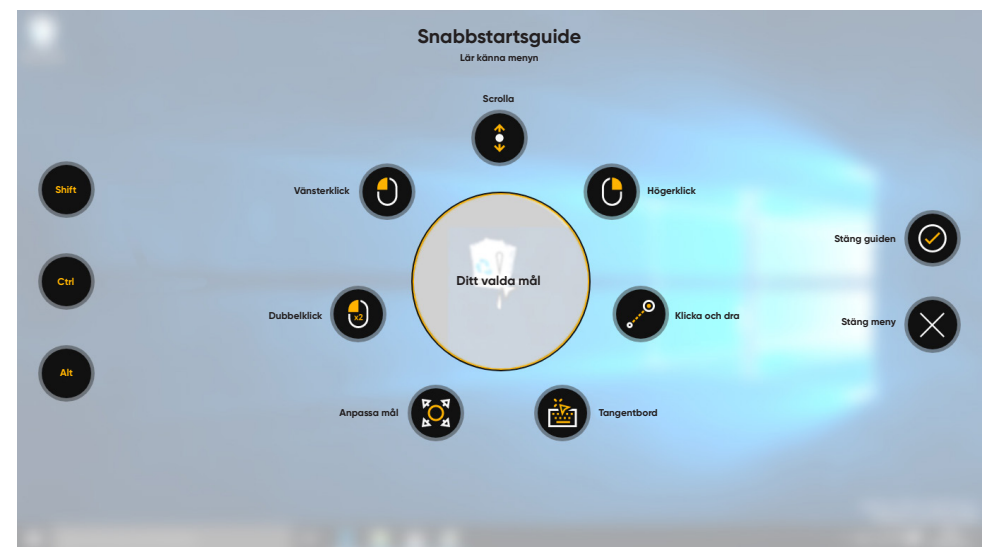 Snabbstartsguide
Lär känna menyn
Scrolla
Vänsterklick
Högerklick
Shift
Stäng guiden
Ctrl
Ditt valda mål
Dubbelklick
x2
Klicka och dra
Stäng meny
Alt
Anpassa mål
Tangentbord